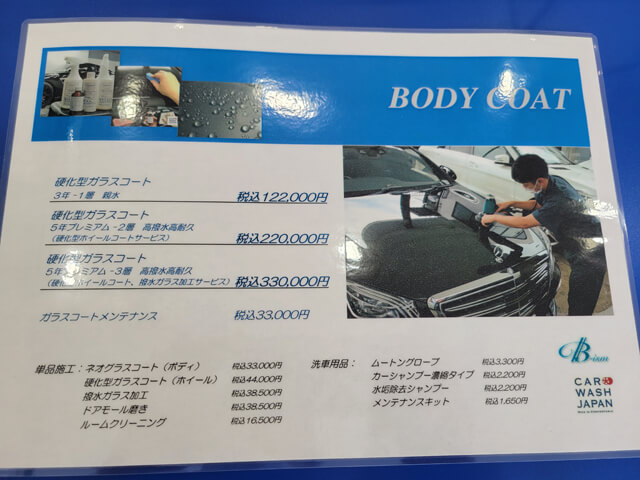 BODY COAT
硬化型ガラスコート
3年-1層 親水 税込122,000円
硬化型ガラスコート
5年プレミアム-2層 高撥水高耐久
(硬化型ホイールコートサービス) 税込220,000円
硬化型ガラスコート
5年プレミアム-3層 高撥水高耐久
(硬化型ホイールコート、撥水ガラス加工サービス) 税込330,000円
ガラスコートメンテナンス 税込33,000円
単品施工:ネオグラスコート(ボディ) 税込33,000円
硬化型ガラスコート(ホイール) 税込44,000円
撥水ガラス加工 税込38,500円
ドアモール磨き 税込38,500円
ルームクリーニング 税込16,500円
洗車用品: ムートングローブ 税込3,300円
カーシャンプー濃縮タイプ 税込2,200円
水垢除去シャンプー 税込2,200円
メンテナンスキット 税込1,650円
B-ism
CAR
WASH
JAPAN